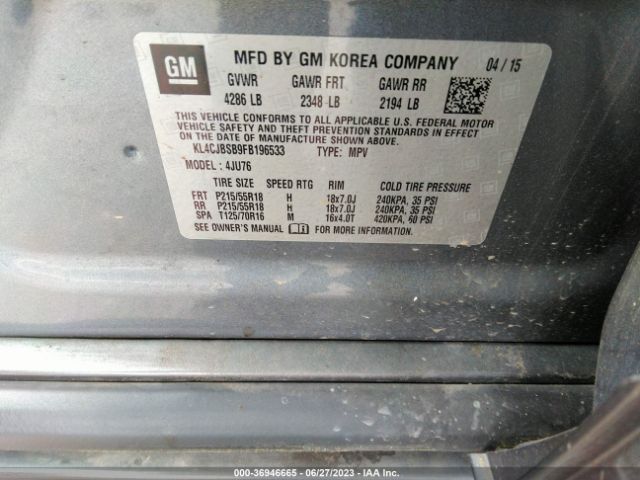 GM
MFD BY GM KOREA COMPANY 04 / 15
GVWR GAWR FRT GAWR RR
4286 LB 2348 LB 2194 LB
THIS VEHICLE CONFORMS TO ALL APPLICABLE U.S. FEDERAL MOTOR
VEHICLE SAFETY, BUMPER, AND THEFT PREVENTION STANDARDS IN EFFECT
ON THE DATE OF MANUFACTURE SHOWN ABOVE.
KL4CJBSB9FB196533 TYPE: MPV
MODEL: 4JU76
TIRE SIZE SPEED RTG RIM COLD TIRE PRESSURE
FRT P215/55R18 H 18x7.0J 240KPA, 35 PSI
RR P215/55R18 H 18x7.0J 240KPA, 35 PSI
SPA T125/70R16 M 16x4.0T 420KPA, 60 PSI
SEE OWNER'S MANUAL FOR MORE INFORMATION
000-36946665 - 06/27/2023 - IAA Inc.